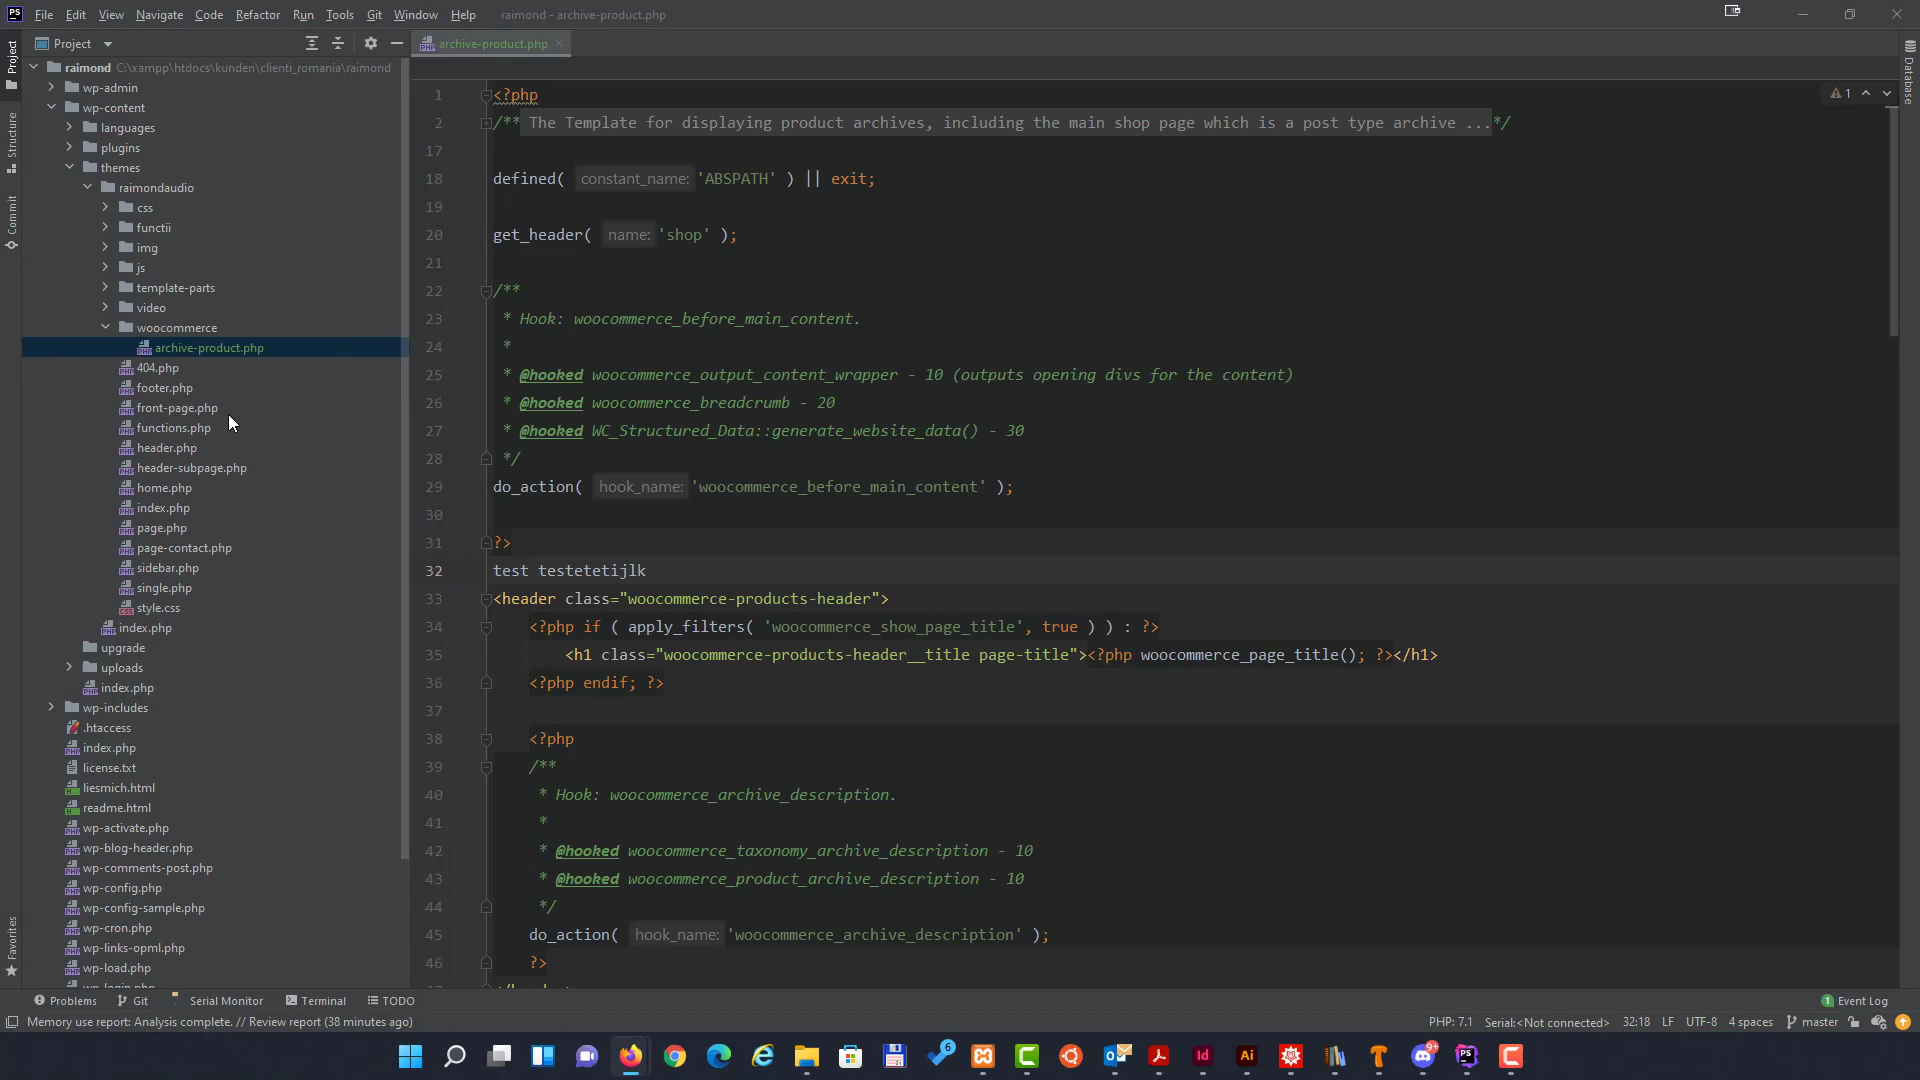 PS File Edit View Navigate Code Refactor Run Tools Git Window Help raimond - archive-product.php
Project
archive-product.php
raimond C:\xampp\htdocs\kunden\clienti_romania\raimond
wp-admin
wp-content
languages
plugins
themes
raimondaudio
css
functii
img
js
template-parts
video
woocommerce
archive-product.php
404.php
footer.php
front-page.php
functions.php
header.php
header-subpage.php
home.php
index.php
page.php
page-contact.php
sidebar.php
single.php
style.css
index.php
upgrade
uploads
index.php
wp-includes
.htaccess
index.php
license.txt
liesmich.html
readme.html
wp-activate.php
wp-blog-header.php
wp-comments-post.php
wp-config.php
wp-config-sample.php
wp-cron.php
wp-links-opml.php
wp-load.php
wp-login.php
Project
Structure
Commit
Favorites
1 <?php
2 /** The Template for displaying product archives, including the main shop page which is a post type archive ...*/
17
18 defined( constant_name: 'ABSPATH' ) || exit;
19
20 get_header( name: 'shop' );
21
22 /**
23 * Hook: woocommerce_before_main_content.
24 *
25 * @hooked woocommerce_output_content_wrapper - 10 (outputs opening divs for the content)
26 * @hooked woocommerce_breadcrumb - 20
27 * @hooked WC_Structured_Data::generate_website_data() - 30
28 */
29 do_action( hook_name: 'woocommerce_before_main_content' );
30
31 ?>
32 test testetetijlk
33 <header class="woocommerce-products-header">
34 <?php if ( apply_filters( 'woocommerce_show_page_title', true ) ) : ?>
35 <h1 class="woocommerce-products-header__title page-title"><?php woocommerce_page_title(); ?></h1>
36 <?php endif; ?>
37
38 <?php
39 /**
40 * Hook: woocommerce_archive_description.
41 *
42 * @hooked woocommerce_taxonomy_archive_description - 10
43 * @hooked woocommerce_product_archive_description - 10
44 */
45 do_action( hook_name: 'woocommerce_archive_description' );
46 ?>
1
Database
Problems Git Serial Monitor Terminal TODO
1 Event Log
Memory use report: Analysis complete. // Review report (38 minutes ago)
PHP: 7.1 Serial:<Not connected> 32:18 LF UTF-8 4 spaces master
6 Id Ai 9+ PS